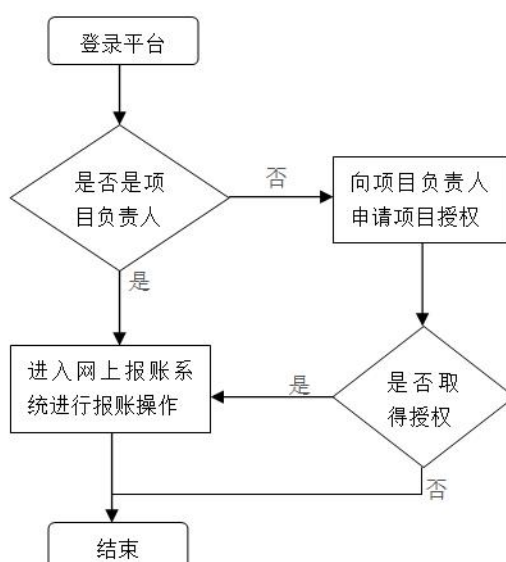 登录平台
是否是项
目负责人
否
向项目负责人
申请项目授权
是
进入网上报账系
统进行报账操作
是
是否取
得授权
否
结束